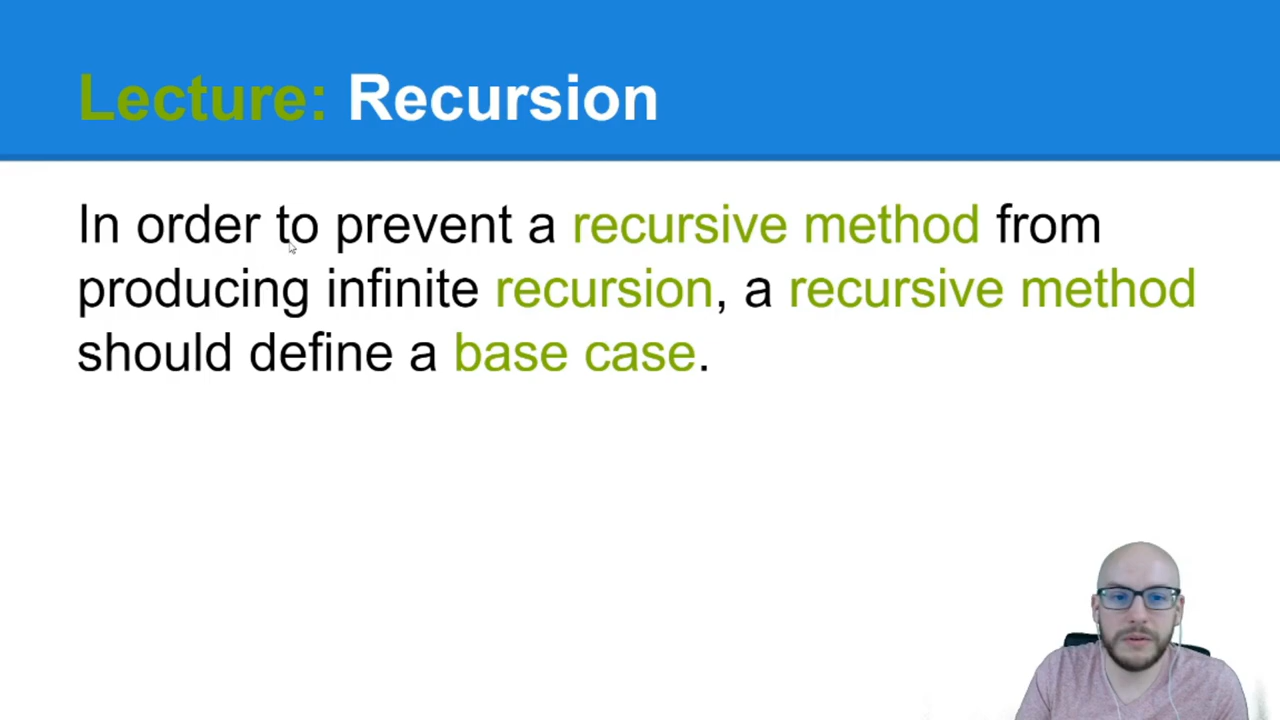 Lecture: Recursion
In order to prevent a recursive method from
producing infinite recursion, a recursive method
should define a base case.